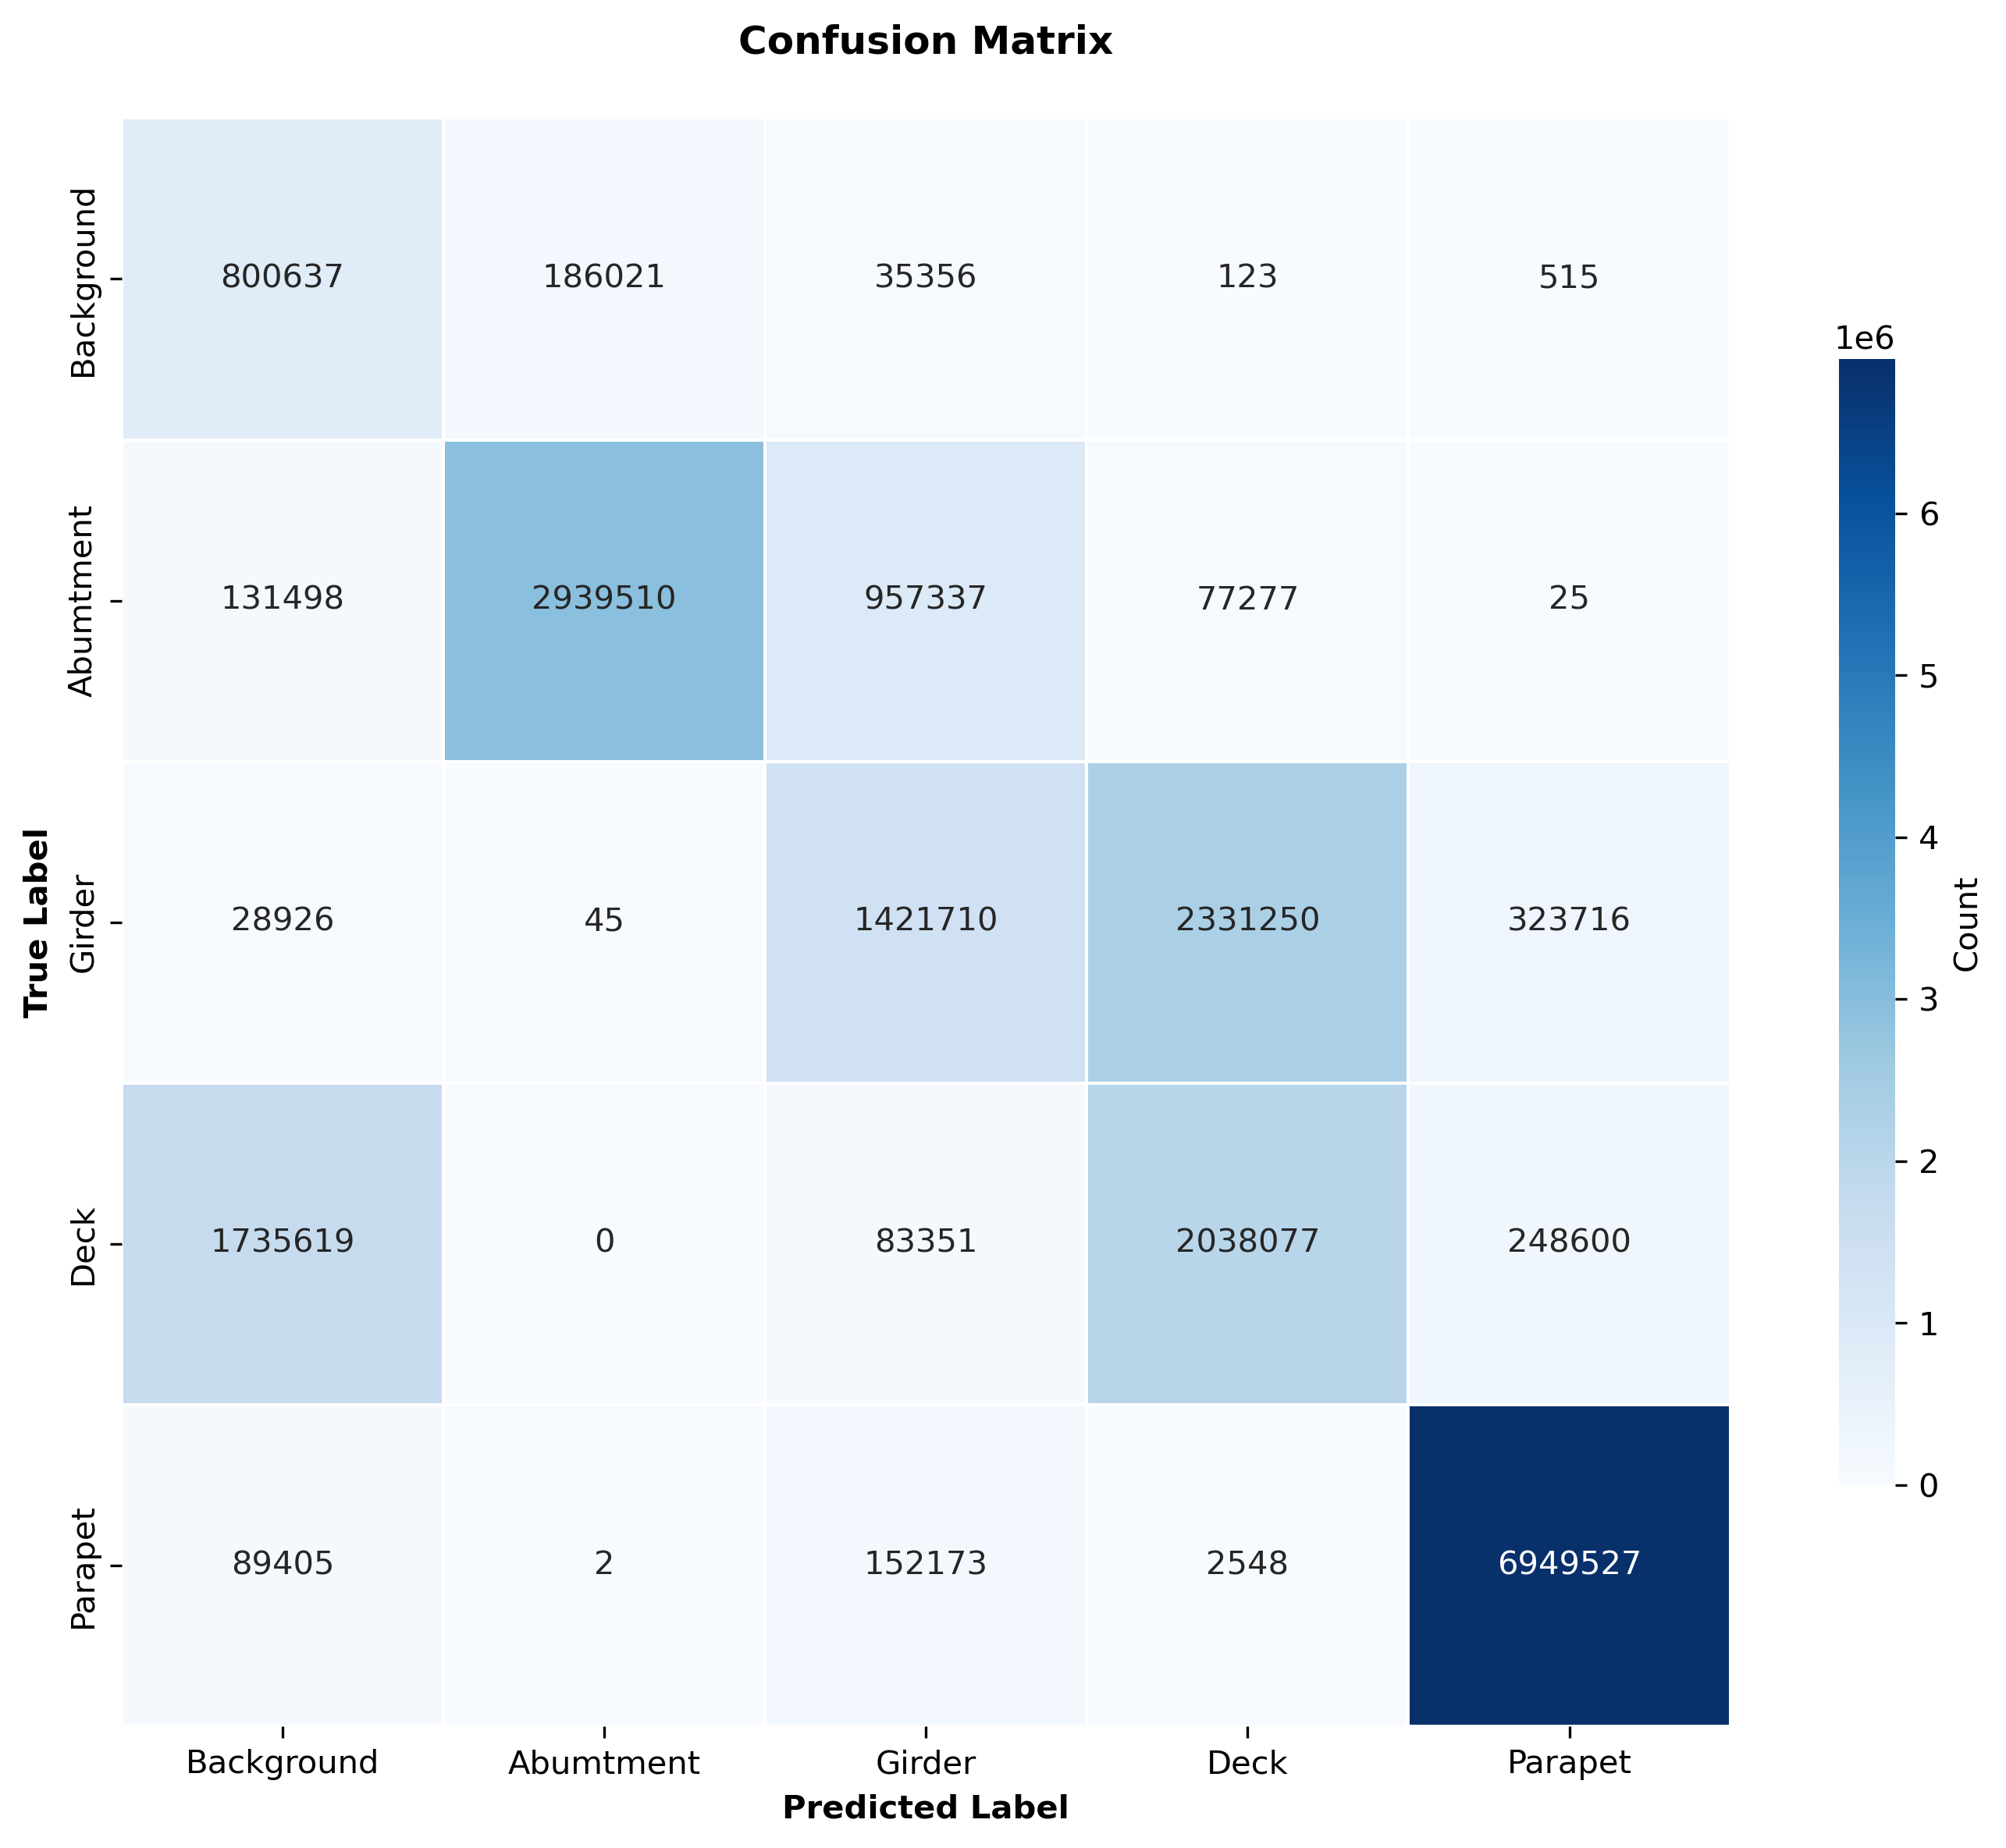 Confusion Matrix
Background 800637 186021 35356 123 515
Abumtment 131498 2939510 957337 77277 25
Girder 28926 45 1421710 2331250 323716
Deck 1735619 0 83351 2038077 248600
Parapet 89405 2 152173 2548 6949527
True Label
Background Abumtment Girder Deck Parapet
Predicted Label
1e6
6
5
4
3
2
1
0
Count